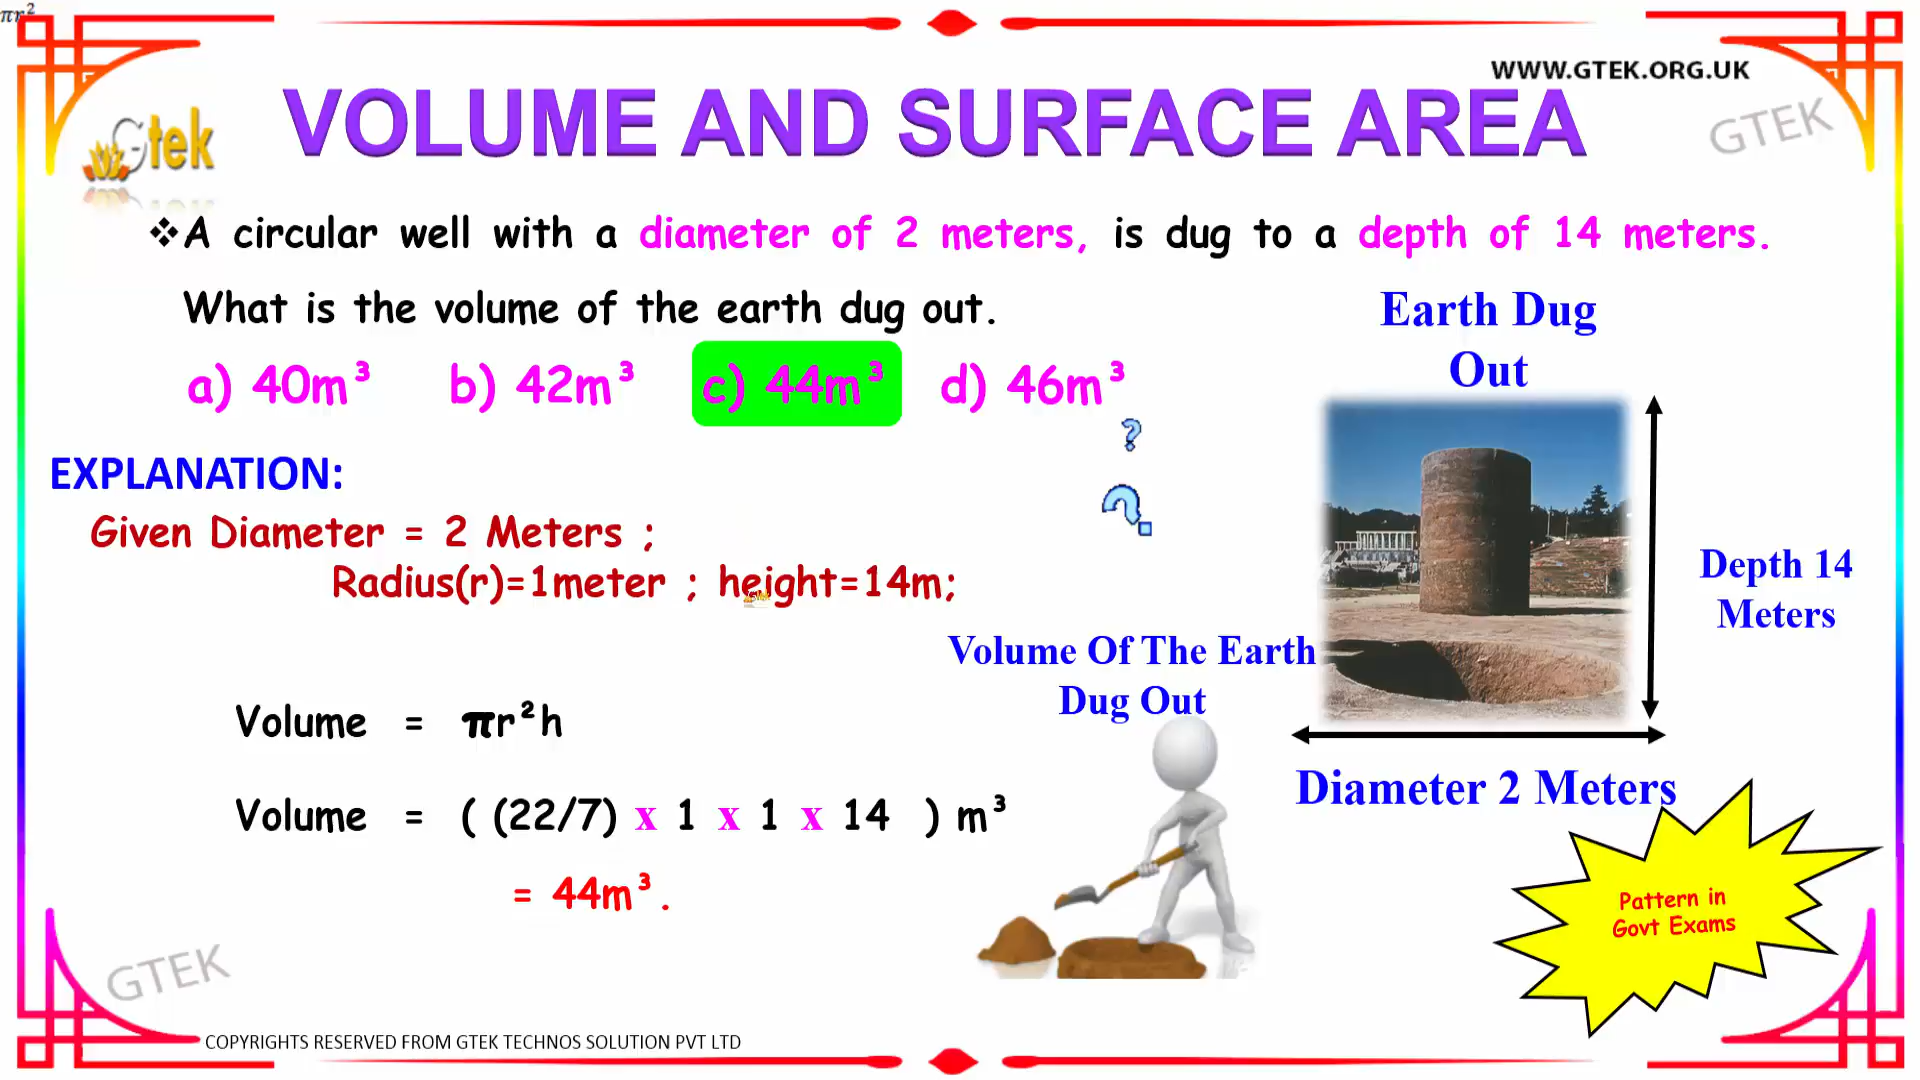 πr²
WWW.GTEK.ORG.UK
Gtek
VOLUME AND SURFACE AREA
GTEK
❖A circular well with a diameter of 2 meters, is dug to a depth of 14 meters.
What is the volume of the earth dug out.
a) 40m³ b) 42m³ c) 44m³ d) 46m³
Earth Dug
Out
EXPLANATION:
Given Diameter = 2 Meters ;
Radius(r)=1meter ; height=14m;
Depth 14
Meters
Volume Of The Earth
Dug Out
Volume = πr²h
Diameter 2 Meters
Volume = ( (22/7) x 1 x 1 x 14 ) m³
= 44m³.
Pattern in
Govt Exams
GTEK
COPYRIGHTS RESERVED FROM GTEK TECHNOS SOLUTION PVT LTD